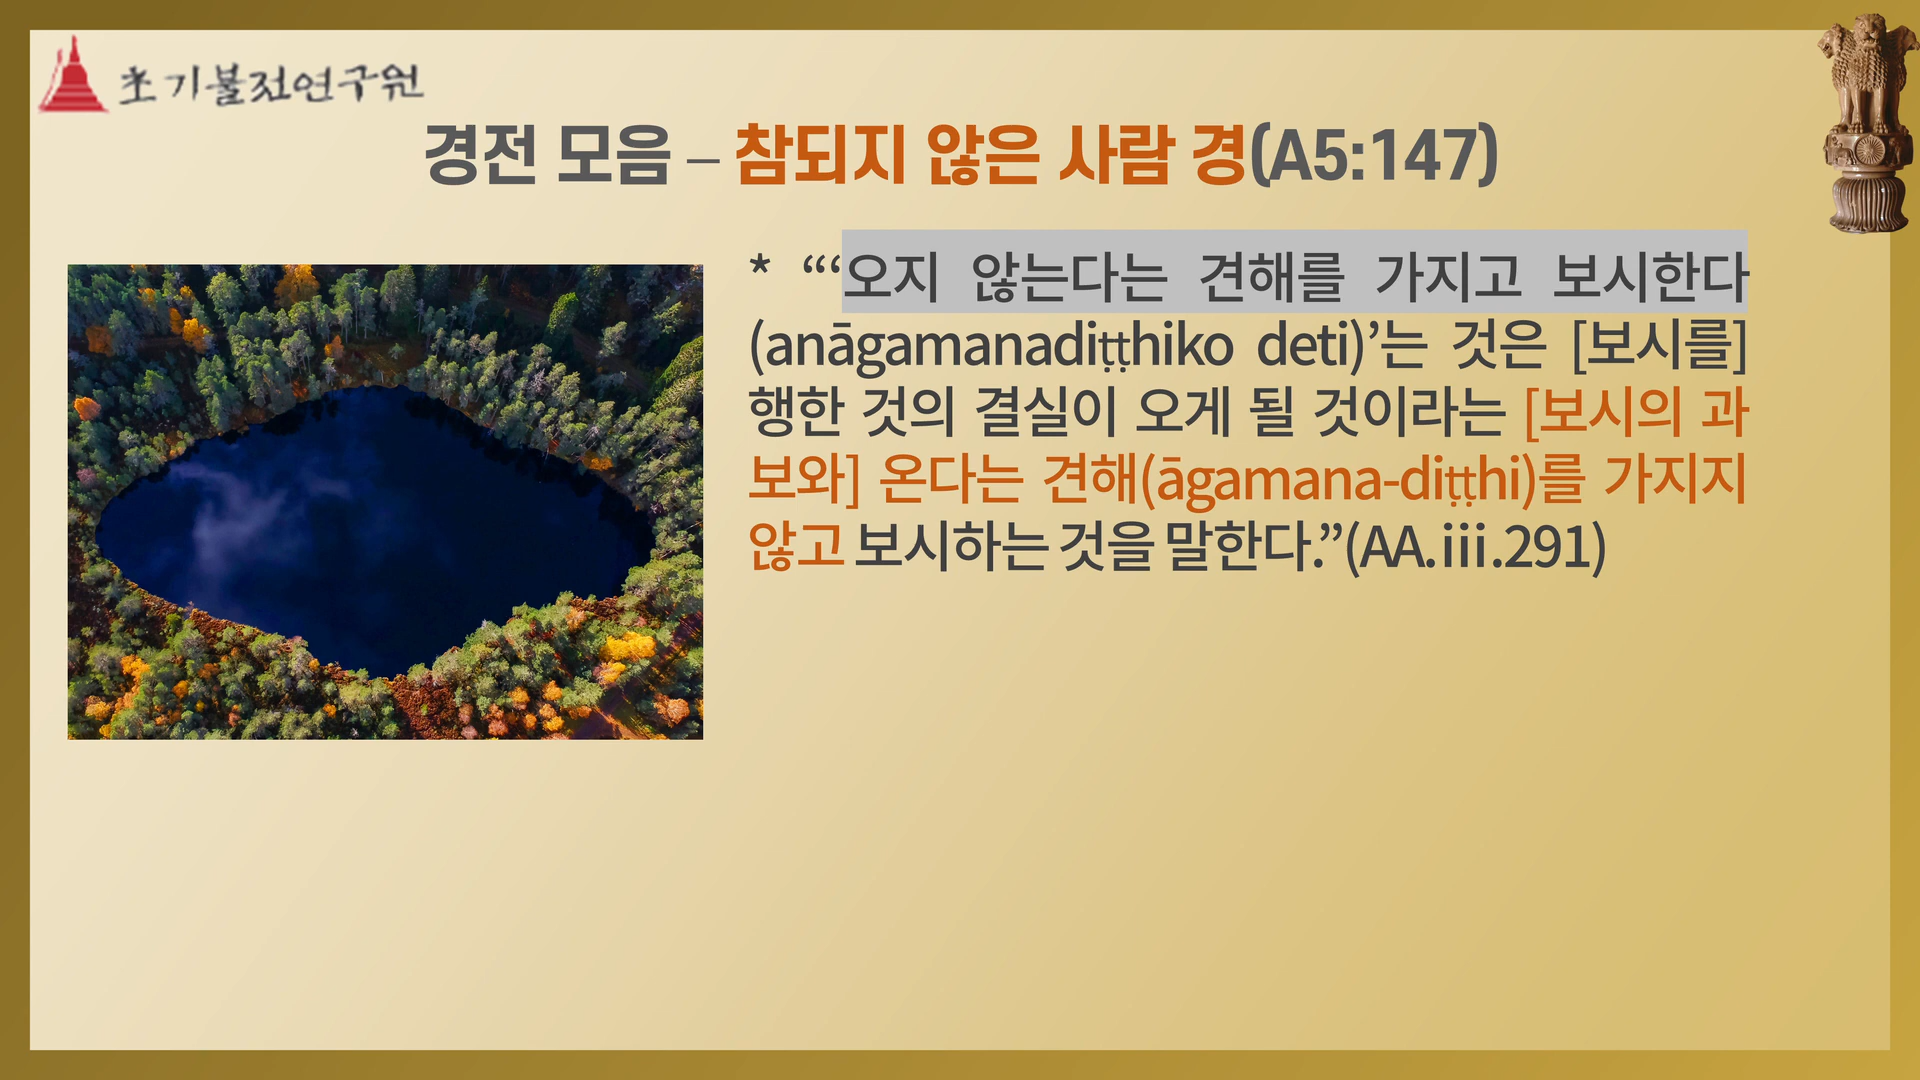 초기불전연구원
경전 모음 – 참되지 않은 사람 경(A5:147)
* “‘오지 않는다는 견해를 가지고 보시한다
(anāgamanadiṭṭhiko deti)’는 것은 [보시를]
행한 것의 결실이 오게 될 것이라는 [보시의 과
보와] 온다는 견해(āgamana-diṭṭhi)를 가지지
않고 보시하는 것을 말한다.”(AA.iii.291)